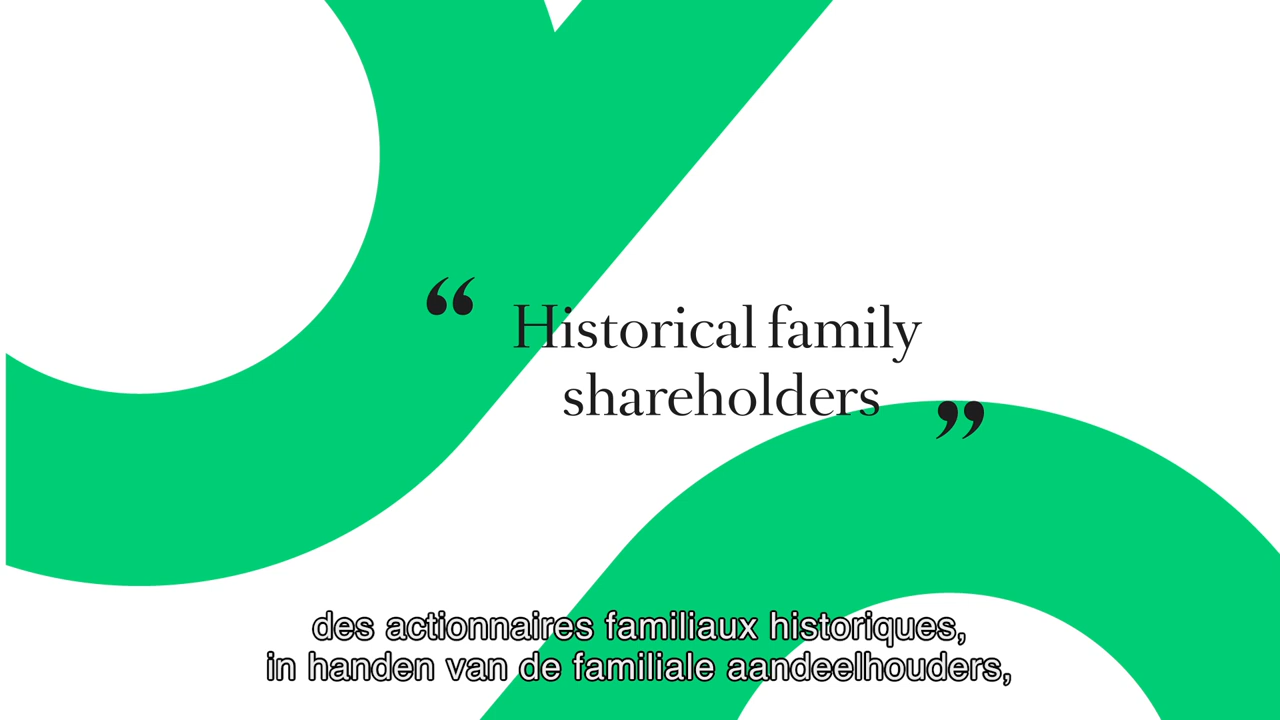 “ Historical family
shareholders ”
des actionnaires familiaux historiques,
in handen van de familiale aandeelhouders,